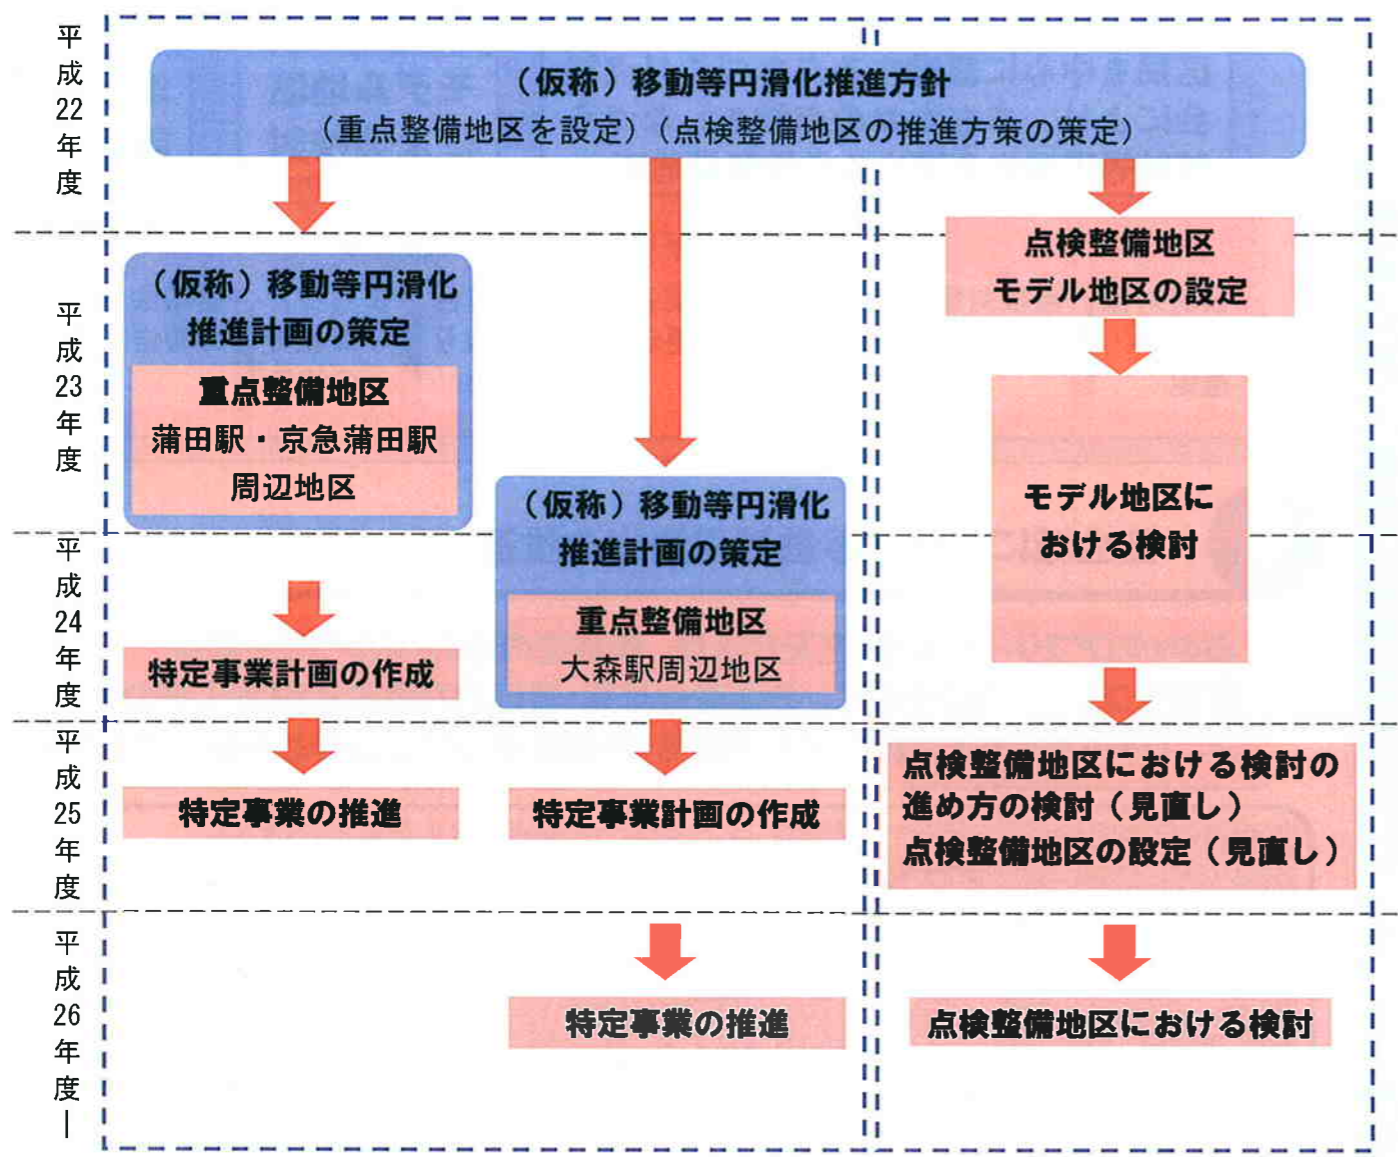 平成22年度
（仮称）移動等円滑化推進方針
（重点整備地区を設定）（点検整備地区の推進方策の策定）
点検整備地区
モデル地区の設定
平成23年度
（仮称）移動等円滑化
推進計画の策定
重点整備地区
蒲田駅・京急蒲田駅
周辺地区
（仮称）移動等円滑化
推進計画の策定
重点整備地区
大森駅周辺地区
モデル地区に
おける検討
平成24年度
特定事業計画の作成
平成25年度
特定事業の推進
特定事業計画の作成
点検整備地区における検討の
進め方の検討（見直し）
点検整備地区の設定（見直し）
平成26年度ー
特定事業の推進
点検整備地区における検討